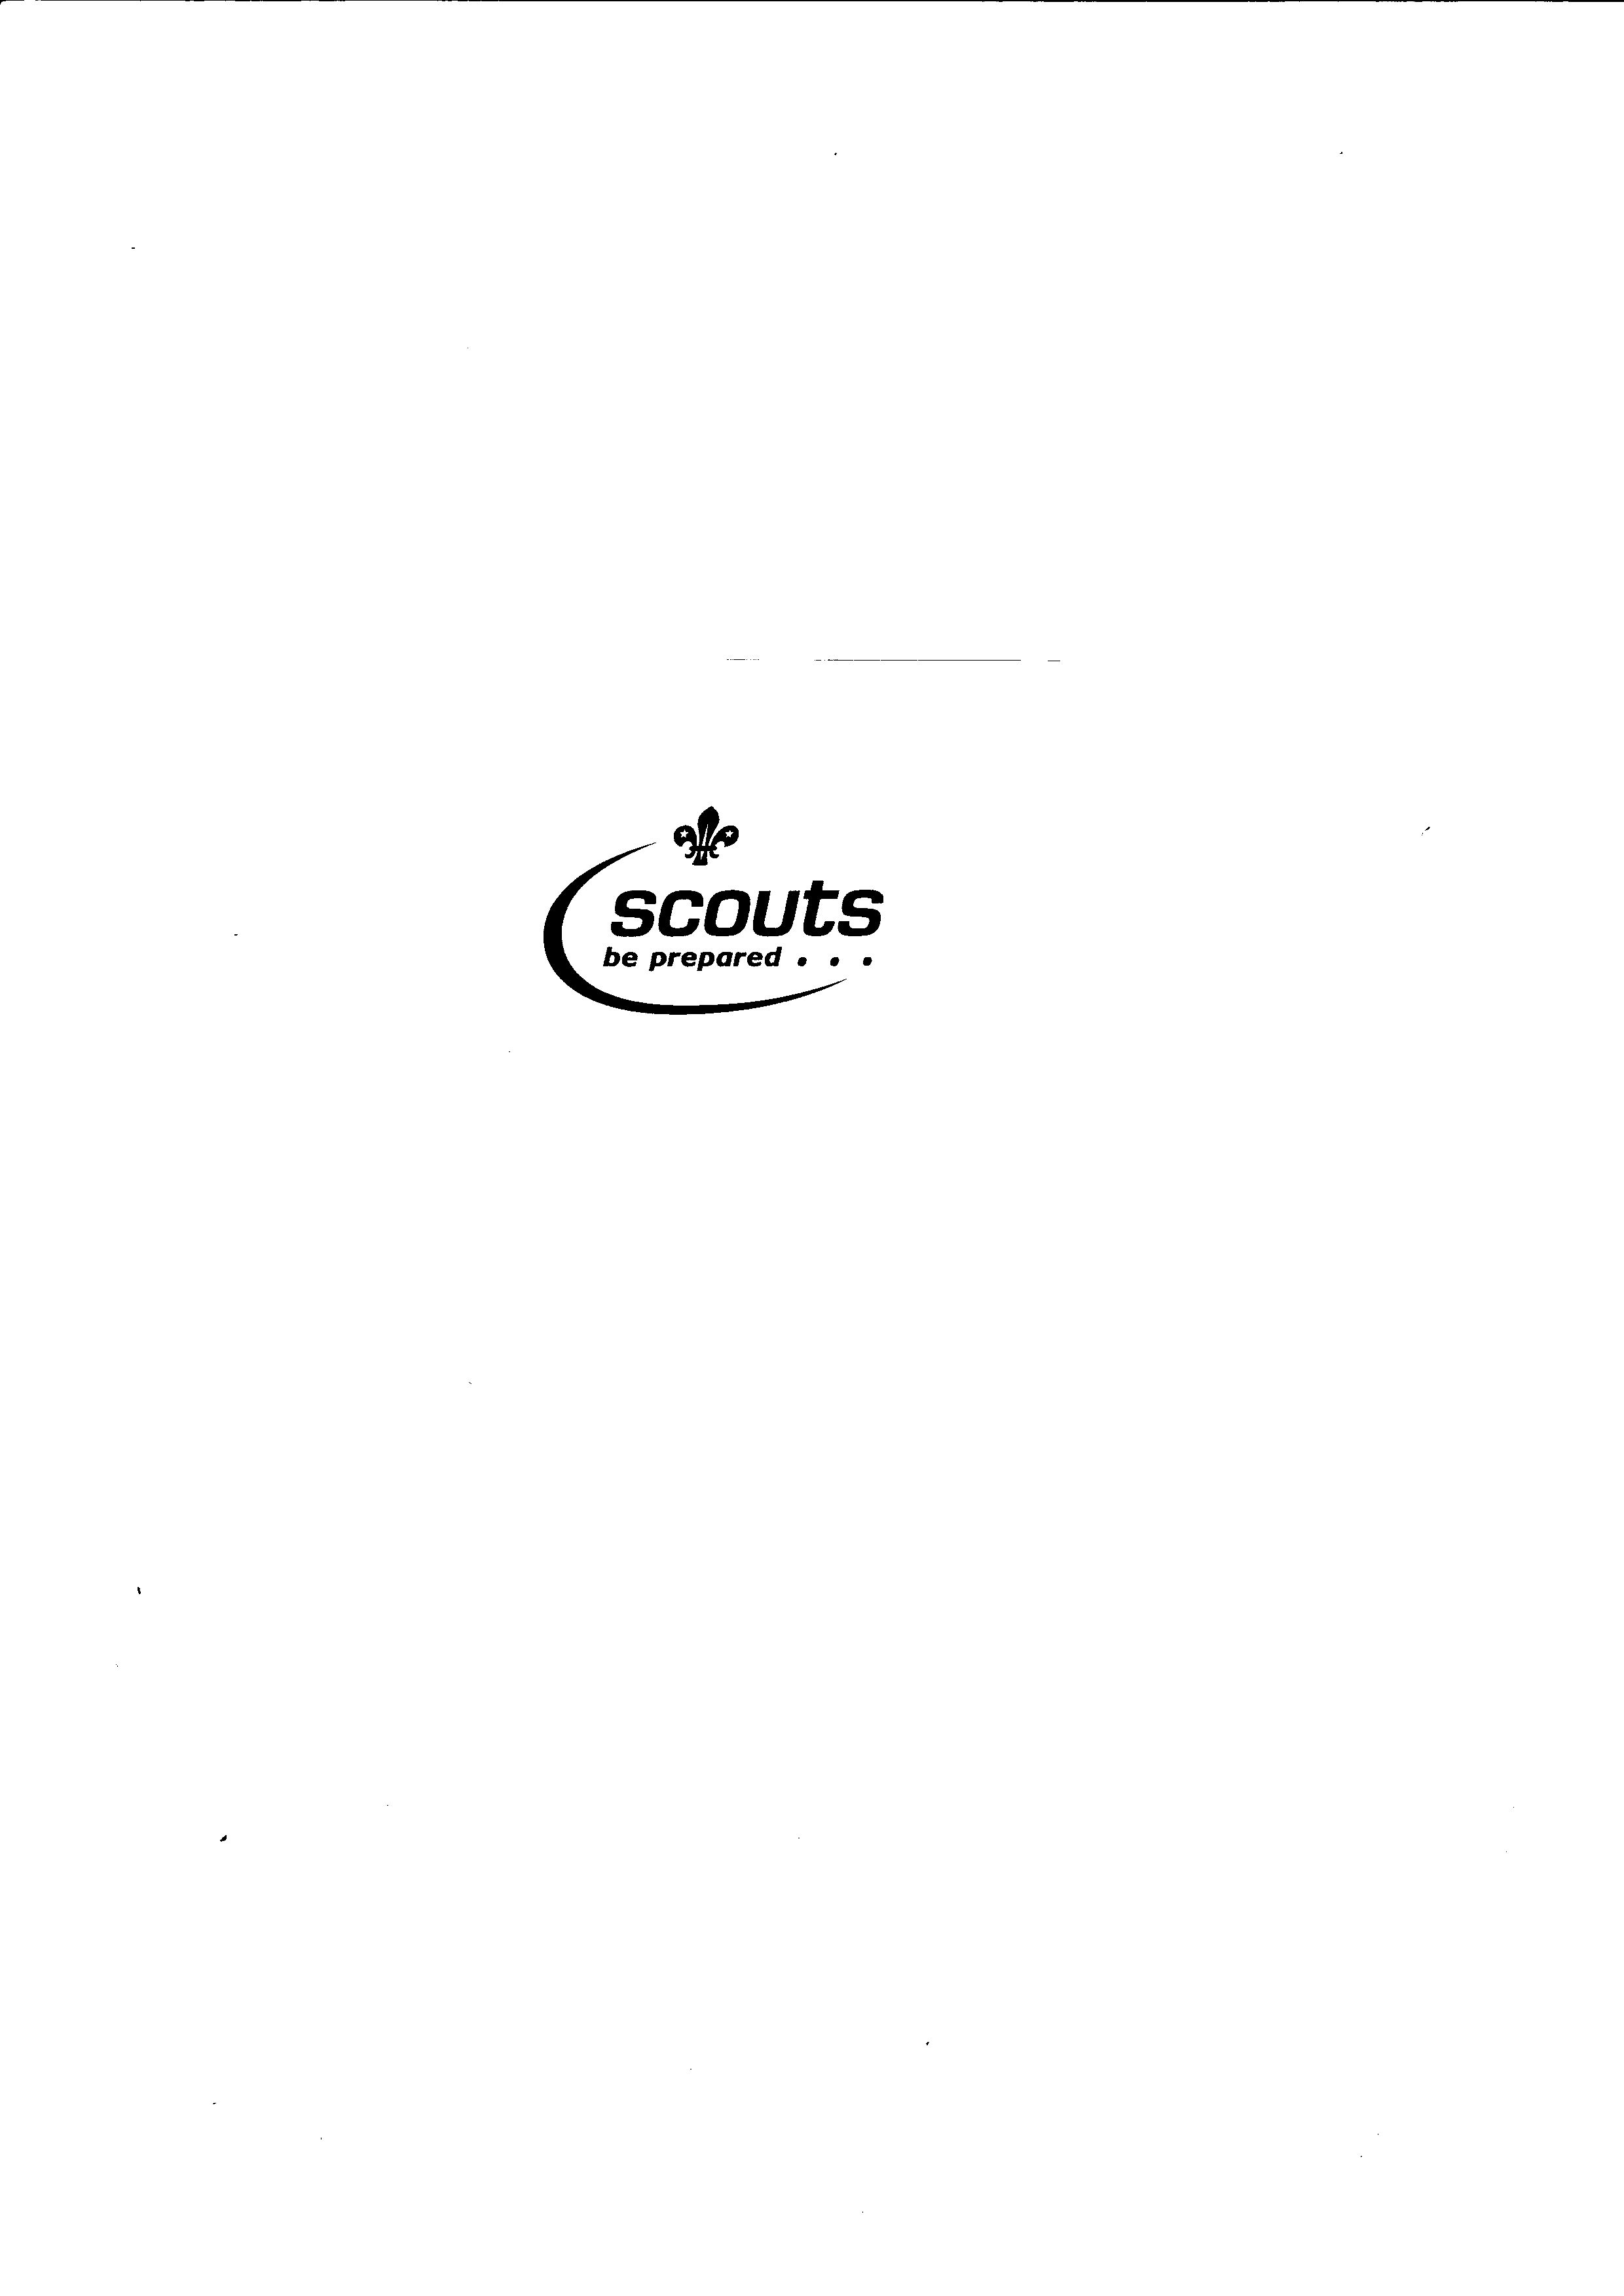 scouts
be prepared . . .